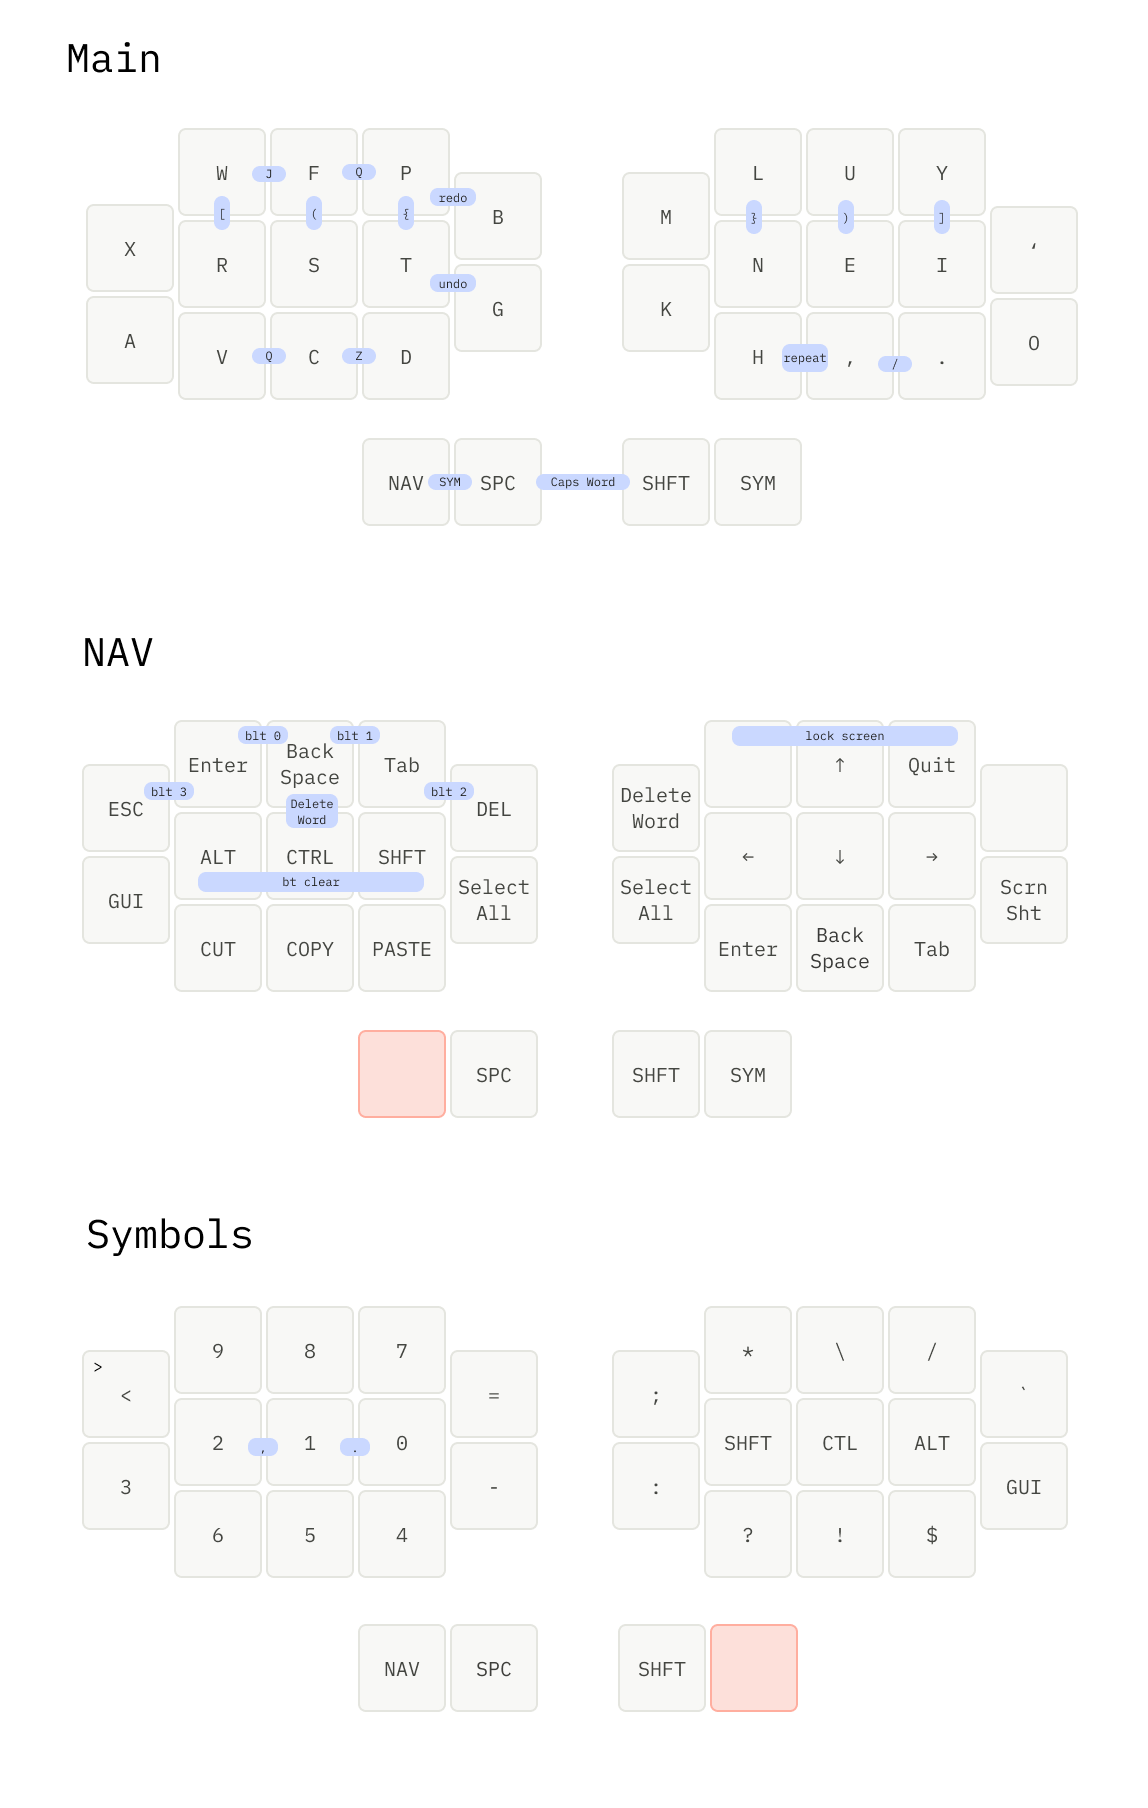 Main
W J F Q P
L U Y
redo
[ ( {
B
M
} ) ]
X
R S T
N E I
‘
undo
G
K
A
V Q C Z D
H repeat , / .
O
NAV SYM SPC Caps Word SHFT SYM
NAV
blt 0 blt 1
lock screen
Enter
Back
Space
Tab
↑ Quit
blt 3
blt 2
ESC
DEL
Delete
Word
Delete
Word
ALT CTRL SHFT
← ↓ →
bt clear
GUI
Select
All
Select
All
Scrn
Sht
CUT COPY PASTE
Enter
Back
Space
Tab
SPC SHFT SYM
Symbols
9 8 7
* \ /
>
< = ; `
2 , 1 . 0
SHFT CTL ALT
3 - : GUI
6 5 4
? ! $
NAV SPC SHFT